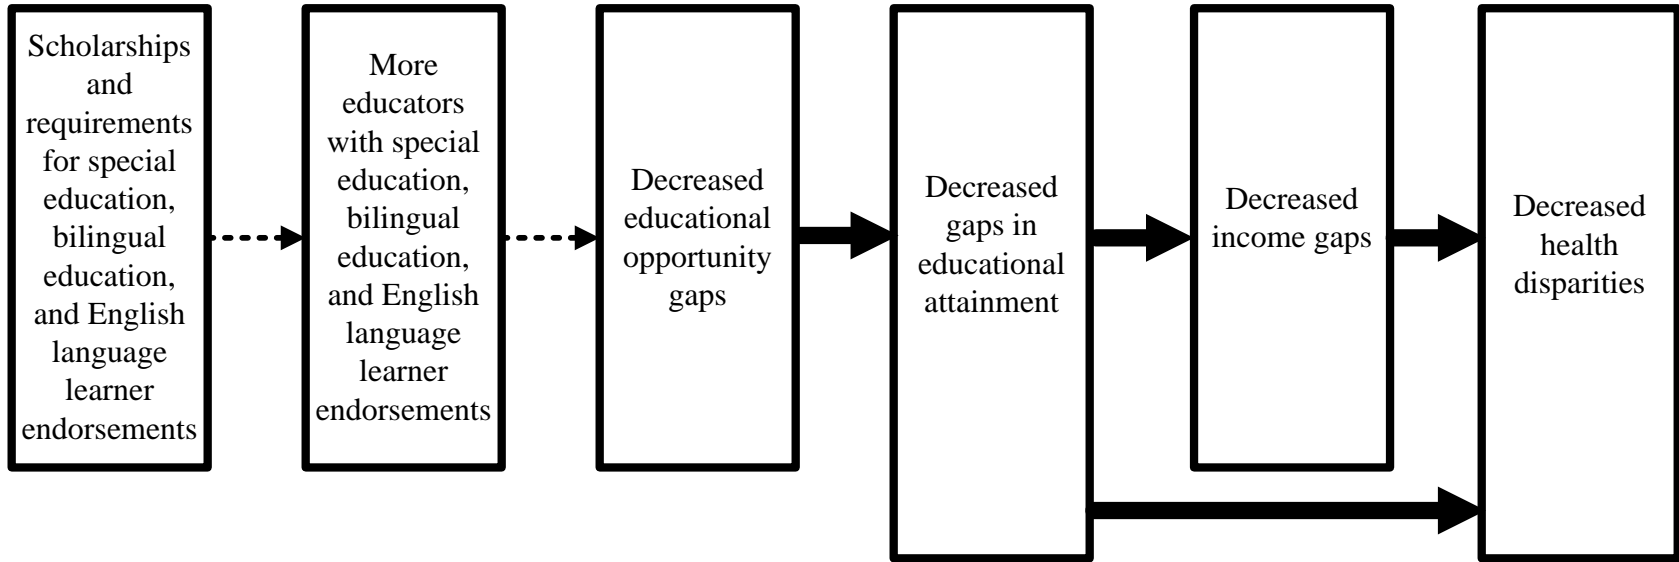 Scholarships
and
requirements
for special
education,
bilingual
education,
and English
language
learner
endorsements
More
educators
with special
education,
bilingual
education,
and English
language
learner
endorsements
Decreased
educational
opportunity
gaps
Decreased
gaps in
educational
attainment
Decreased
income gaps
Decreased
health
disparities